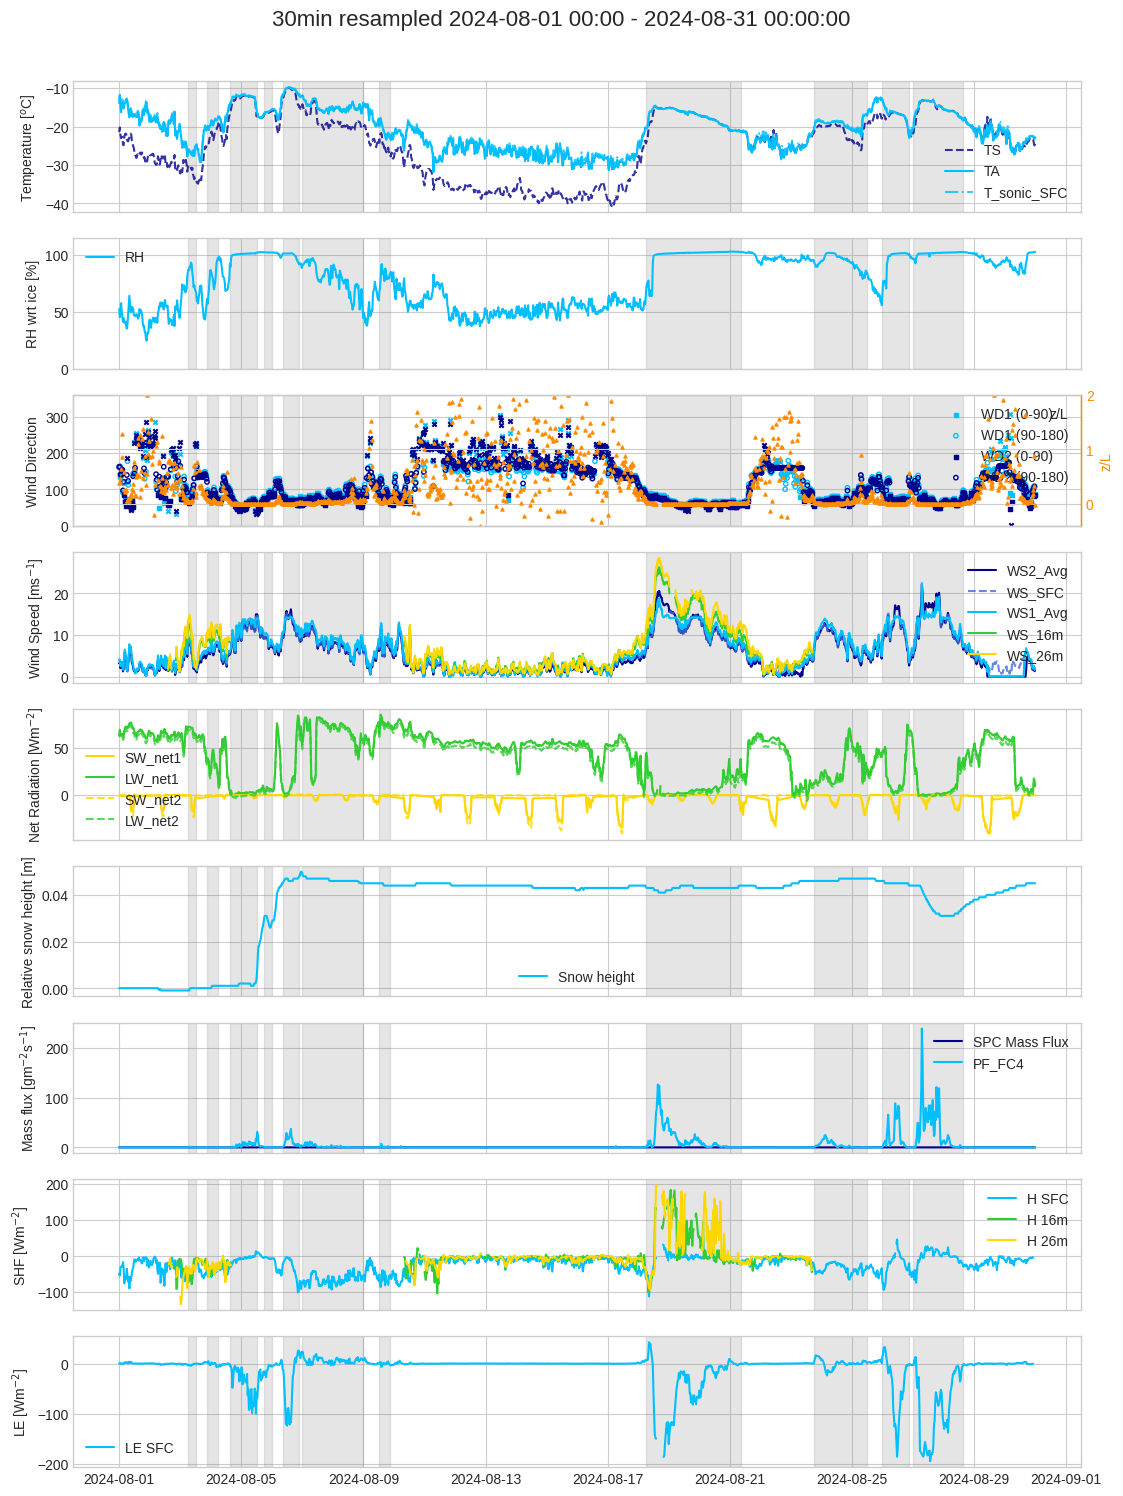 30min resampled 2024-08-01 00:00 - 2024-08-31 00:00:00
Temperature [°C]
−10
−20
−30
−40
TS
TA
T_sonic_SFC
RH wrt ice [%]
100
50
0
RH
Wind Direction
300
200
100
0
WD1 (0-90)
z/L
WD1 (90-180)
WD2 (0-90)
90-180)
2
1
0
z/L
Wind Speed [ms⁻¹]
20
10
0
WS2_Avg
WS_SFC
WS1_Avg
WS_16m
WS_26m
Net Radiation [Wm⁻²]
50
0
SW_net1
LW_net1
SW_net2
LW_net2
Relative snow height [m]
0.04
0.02
0.00
Snow height
Mass flux [gm⁻²s⁻¹]
200
100
0
SPC Mass Flux
PF_FC4
SHF [Wm⁻²]
200
100
0
−100
H SFC
H 16m
H 26m
LE [Wm⁻²]
0
−100
−200
LE SFC
2024-08-01 2024-08-05 2024-08-09 2024-08-13 2024-08-17 2024-08-21 2024-08-25 2024-08-29 2024-09-01